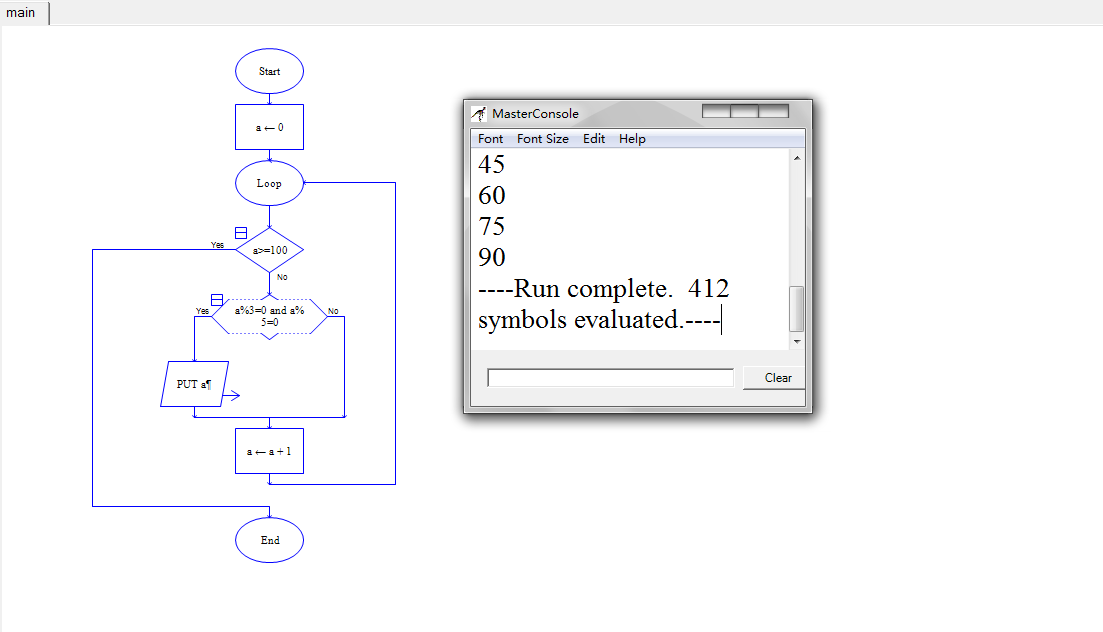 main
Start
a ← 0
Loop
a>=100
Yes
No
a%3=0 and a%
5=0
Yes
No
PUT a¶
a ← a + 1
End
MasterConsole
Font Font Size Edit Help
45
60
75
90
----Run complete.  412
symbols evaluated.----
Clear